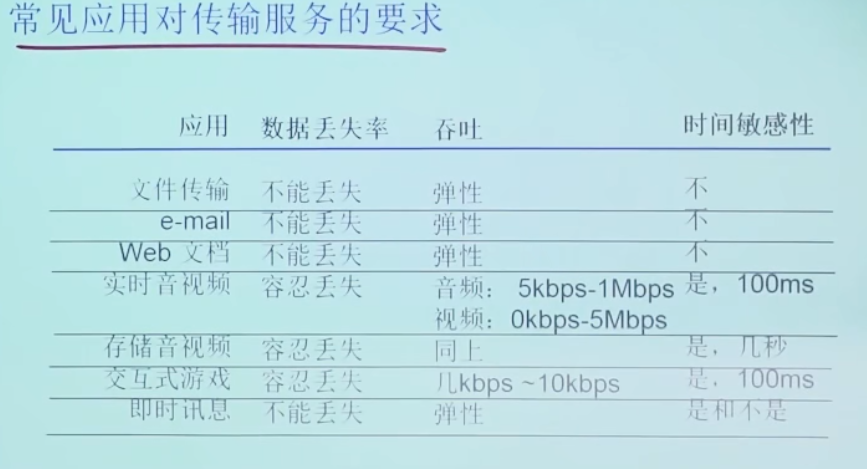 常见应用对传输服务的要求
应用 数据丢失率 吞吐 时间敏感性
文件传输 不能丢失 弹性 不
e-mail 不能丢失 弹性 不
Web 文档 不能丢失 弹性 不
实时音视频 容忍丢失 音频： 5kbps-1Mbps 是，100ms
视频：0kbps-5Mbps
存储音视频 容忍丢失 同上 是，几秒
交互式游戏 容忍丢失 几kbps ~10kbps 是，100ms
即时讯息 不能丢失 弹性 是和不是